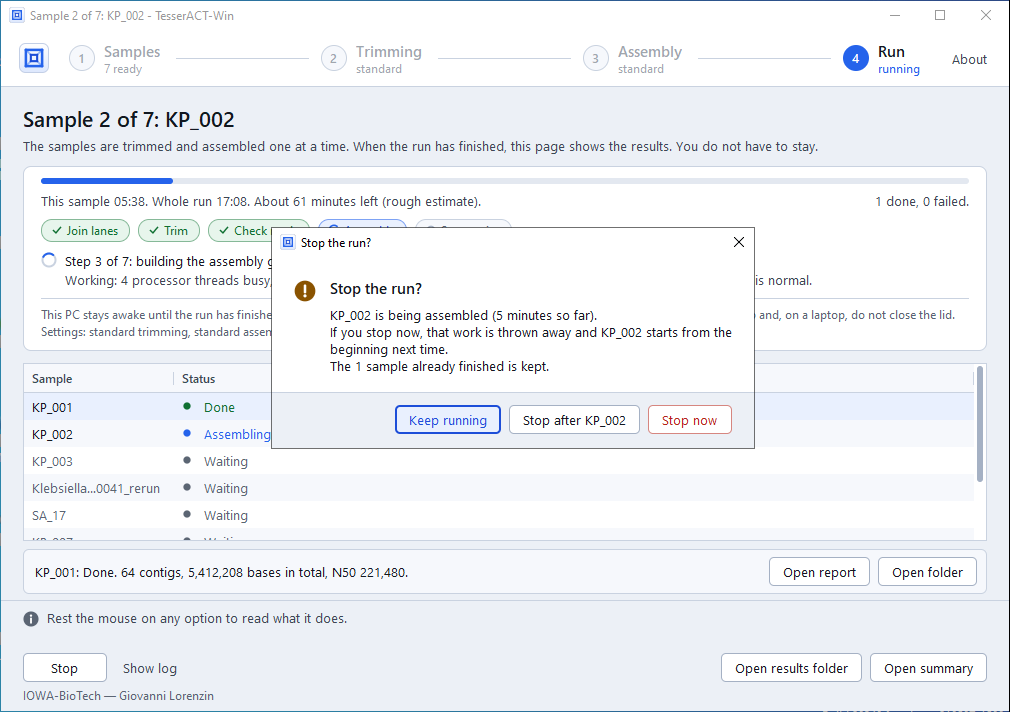 Sample 2 of 7: KP_002 - TesserACT-Win
1 Samples
7 ready
2 Trimming
standard
3 Assembly
standard
4 Run
running
About
Sample 2 of 7: KP_002
The samples are trimmed and assembled one at a time. When the run has finished, this page shows the results. You do not have to stay.
This sample 05:38. Whole run 17:08. About 61 minutes left (rough estimate).
1 done, 0 failed.
Join lanes
Trim
Check
Step 3 of 7: building the assembly
Working: 4 processor threads busy,
is normal.
This PC stays awake until the run has finishe
and, on a laptop, do not close the lid.
Settings: standard trimming, standard assem
Stop the run?
Stop the run?
KP_002 is being assembled (5 minutes so far).
If you stop now, that work is thrown away and KP_002 starts from the
beginning next time.
The 1 sample already finished is kept.
Keep running
Stop after KP_002
Stop now
Sample Status
KP_001 Done
KP_002 Assembling
KP_003 Waiting
Klebsiella...0041_rerun Waiting
SA_17 Waiting
KP_001: Done. 64 contigs, 5,412,208 bases in total, N50 221,480.
Open report
Open folder
Rest the mouse on any option to read what it does.
Stop
Show log
Open results folder
Open summary
IOWA-BioTech — Giovanni Lorenzin